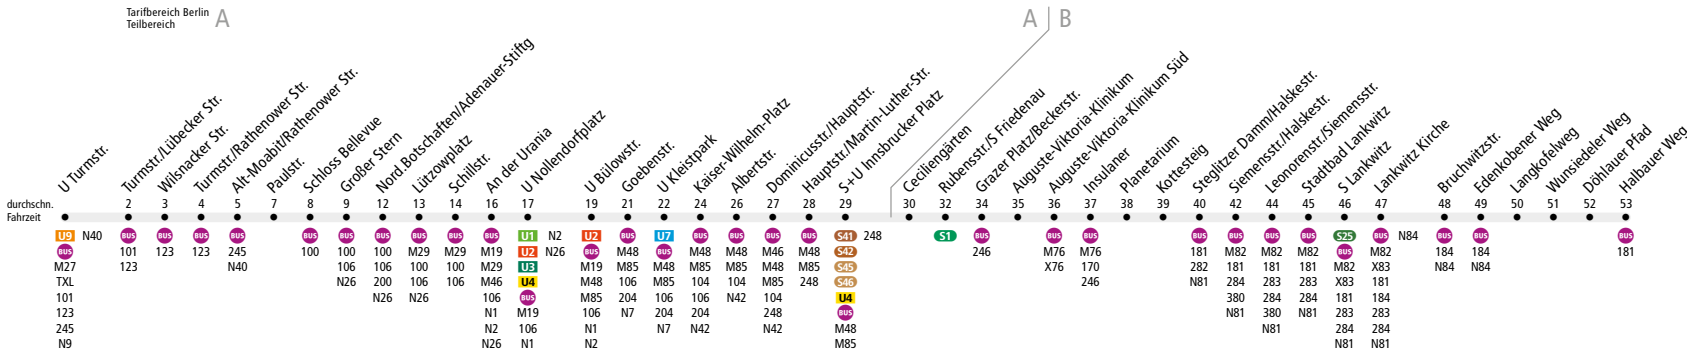 Tarifbereich Berlin
Teilbereich
A
A
B
U Turmstr.
Turmstr./Lübecker Str.
Wilsnacker Str.
Turmstr./Rathenower Str.
Alt-Moabit/Rathenower Str.
Paulstr.
Schloss Bellevue
Großer Stern
Nord.Botschaften/Adenauer-Stiftg
Lützowplatz
Schillstr.
An der Urania
U Nollendorfplatz
U Bülowstr.
Goebenstr.
U Kleistpark
Kaiser-Wilhelm-Platz
Albertstr.
Dominicusstr./Hauptstr.
Hauptstr./Martin-Luther-Str.
S+U Innsbrucker Platz
Ceciliengärten
Rubensstr./S Friedenau
Grazer Platz/Beckerstr.
Auguste-Viktoria-Klinikum
Auguste-Viktoria-Klinikum Süd
Insulaner
Planetarium
Kottesteig
Steglitzer Damm/Halskestr.
Siemensstr./Halskestr.
Leonorenstr./Siemensstr.
Stadtbad Lankwitz
S Lankwitz
Lankwitz Kirche
Bruchwitzstr.
Edenkobener Weg
Langkofelweg
Wunsiedeler Weg
Döhlauer Pfad
Halbauer Weg
durchschn. 2 3 4 5 7 8 9 12 13 14 16 17 19 21 22 24 26 27 28 29 30 32 34 35 36 37 38 39 40 42 44 45 46 47 48 49 50 51 52 53
Fahrzeit
U9 N40 BUS BUS BUS BUS BUS BUS BUS BUS BUS BUS U1 N2 U2 BUS U7 BUS BUS BUS BUS S41 248 S1 BUS BUS BUS BUS BUS BUS BUS S25 BUS N84 BUS BUS BUS
BUS 101 123 123 245 100 100 100 M29 M29 M19 U2 N26 BUS M48 BUS M48 M48 M46 M48 S42 246 M76 M76 181 M82 M82 M82 BUS M82 184 184 181
M27 123 N40 106 106 100 100 M29 U3 M19 M85 M48 M85 M85 M48 M85 S45 X76 170 282 181 181 181 M82 X83 N84 N84
TXL N26 200 106 106 M46 U4 M48 106 M85 104 104 M85 248 S46 246 N81 284 283 283 X83 181
101 N26 N26 106 BUS M85 204 106 106 N42 104 U4 380 284 284 181 184
123 N1 M19 106 N7 204 204 248 BUS N81 380 N81 283 283
245 N2 106 N1 N7 N42 N42 M48 N81 284 284
N9 N26 N1 N2 M85 N81 N81